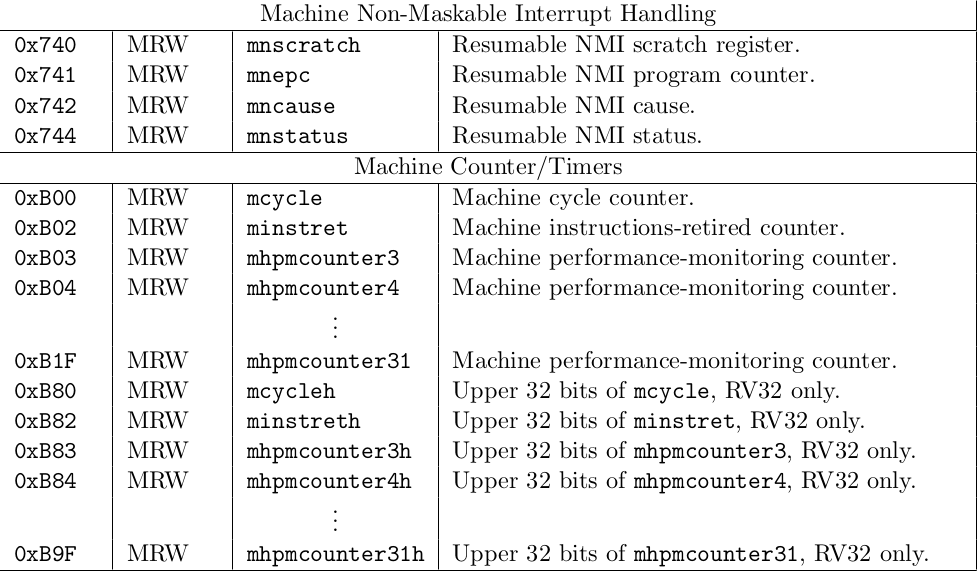 Machine Non-Maskable Interrupt Handling
0x740 MRW mnscratch Resumable NMI scratch register.
0x741 MRW mnepc Resumable NMI program counter.
0x742 MRW mncause Resumable NMI cause.
0x744 MRW mnstatus Resumable NMI status.
Machine Counter/Timers
0xB00 MRW mcycle Machine cycle counter.
0xB02 MRW minstret Machine instructions-retired counter.
0xB03 MRW mhpmcounter3 Machine performance-monitoring counter.
0xB04 MRW mhpmcounter4 Machine performance-monitoring counter.
⋮
0xB1F MRW mhpmcounter31 Machine performance-monitoring counter.
0xB80 MRW mcycleh Upper 32 bits of mcycle, RV32 only.
0xB82 MRW minstreth Upper 32 bits of minstret, RV32 only.
0xB83 MRW mhpmcounter3h Upper 32 bits of mhpmcounter3, RV32 only.
0xB84 MRW mhpmcounter4h Upper 32 bits of mhpmcounter4, RV32 only.
⋮
0xB9F MRW mhpmcounter31h Upper 32 bits of mhpmcounter31, RV32 only.